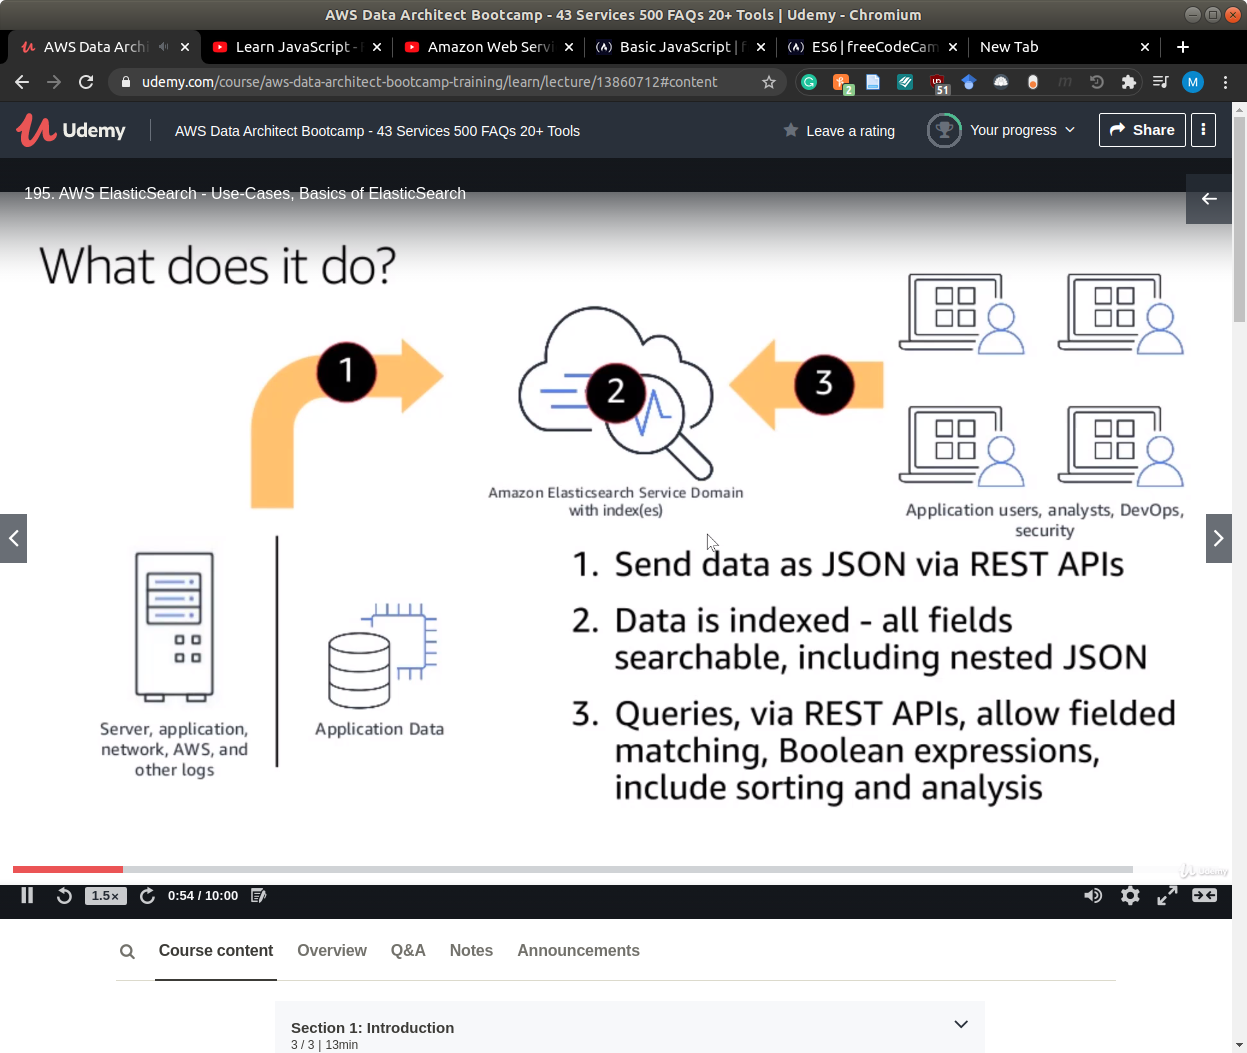 AWS Data Architect Bootcamp - 43 Services 500 FAQs 20+ Tools | Udemy - Chromium
AWS Data Archi
Learn JavaScript -
Amazon Web Servi
Basic JavaScript | f
ES6 | freeCodeCam
New Tab
udemy.com/course/aws-data-architect-bootcamp-training/learn/lecture/13860712#content
2
51
M
Udemy
AWS Data Architect Bootcamp - 43 Services 500 FAQs 20+ Tools
Leave a rating
Your progress
Share
195. AWS ElasticSearch - Use-Cases, Basics of ElasticSearch
What does it do?
1
2
3
Amazon Elasticsearch Service Domain
with index(es)
Application users, analysts, DevOps,
security
Server, application,
network, AWS, and
other logs
Application Data
1. Send data as JSON via REST APIs
2. Data is indexed - all fields
searchable, including nested JSON
3. Queries, via REST APIs, allow fielded
matching, Boolean expressions,
include sorting and analysis
Udemy
1.5×
0:54 / 10:00
Course content
Overview
Q&A
Notes
Announcements
Section 1: Introduction
3 / 3 | 13min